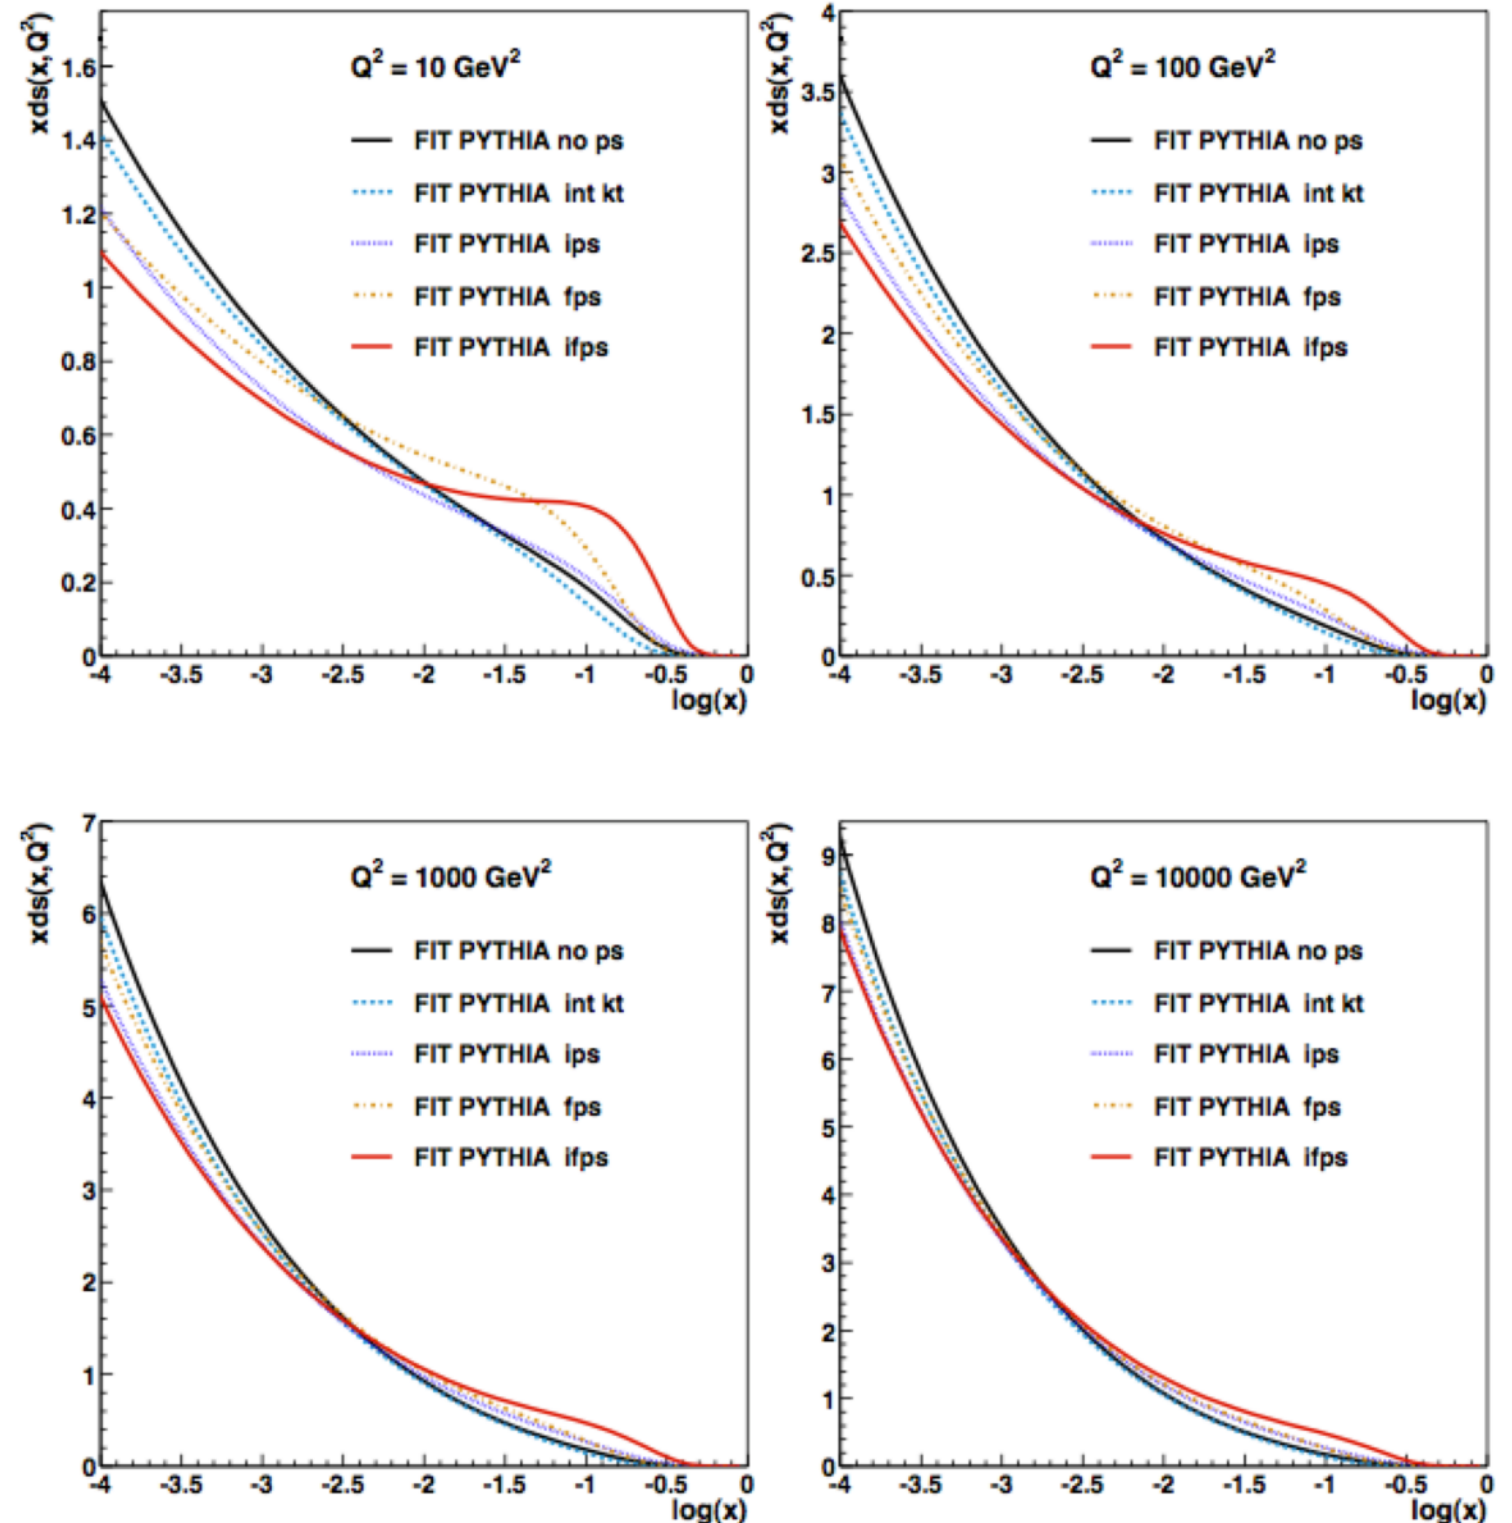 xds(x,Q²)
Q² = 10 GeV²
FIT PYTHIA no ps
FIT PYTHIA int kt
FIT PYTHIA ips
FIT PYTHIA fps
FIT PYTHIA ifps
1.6
1.4
1.2
1
0.8
0.6
0.4
0.2
0
-4 -3.5 -3 -2.5 -2 -1.5 -1 -0.5 0
log(x)
xds(x,Q²)
Q² = 100 GeV²
FIT PYTHIA no ps
FIT PYTHIA int kt
FIT PYTHIA ips
FIT PYTHIA fps
FIT PYTHIA ifps
4
3.5
3
2.5
2
1.5
1
0.5
0
-4 -3.5 -3 -2.5 -2 -1.5 -1 -0.5 0
log(x)
xds(x,Q²)
Q² = 1000 GeV²
FIT PYTHIA no ps
FIT PYTHIA int kt
FIT PYTHIA ips
FIT PYTHIA fps
FIT PYTHIA ifps
7
6
5
4
3
2
1
0
-4 -3.5 -3 -2.5 -2 -1.5 -1 -0.5 0
log(x)
xds(x,Q²)
Q² = 10000 GeV²
FIT PYTHIA no ps
FIT PYTHIA int kt
FIT PYTHIA ips
FIT PYTHIA fps
FIT PYTHIA ifps
9
8
7
6
5
4
3
2
1
0
-4 -3.5 -3 -2.5 -2 -1.5 -1 -0.5 0
log(x)